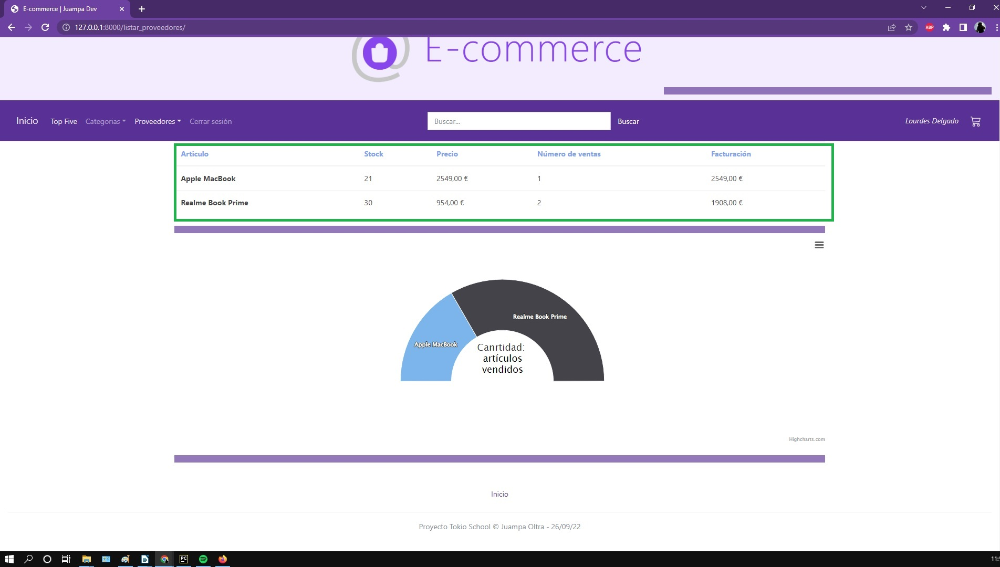 E-commerce | Juampa Dev
127.0.0.1:8000/listar_proveedores/
ABP
E-commerce
Inicio Top Five Categorias Proveedores Cerrar sesión Buscar... Buscar Lourdes Delgado
Articulo Stock Precio Número de ventas Facturación
Apple MacBook 21 2549,00 € 1 2549,00 €
Realme Book Prime 30 954,00 € 2 1908,00 €
Realme Book Prime
Apple MacBook
Canrtidad:
artículos
vendidos
Highcharts.com
Inicio
Proyecto Tokio School © Juampa Oltra - 26/09/22
PC